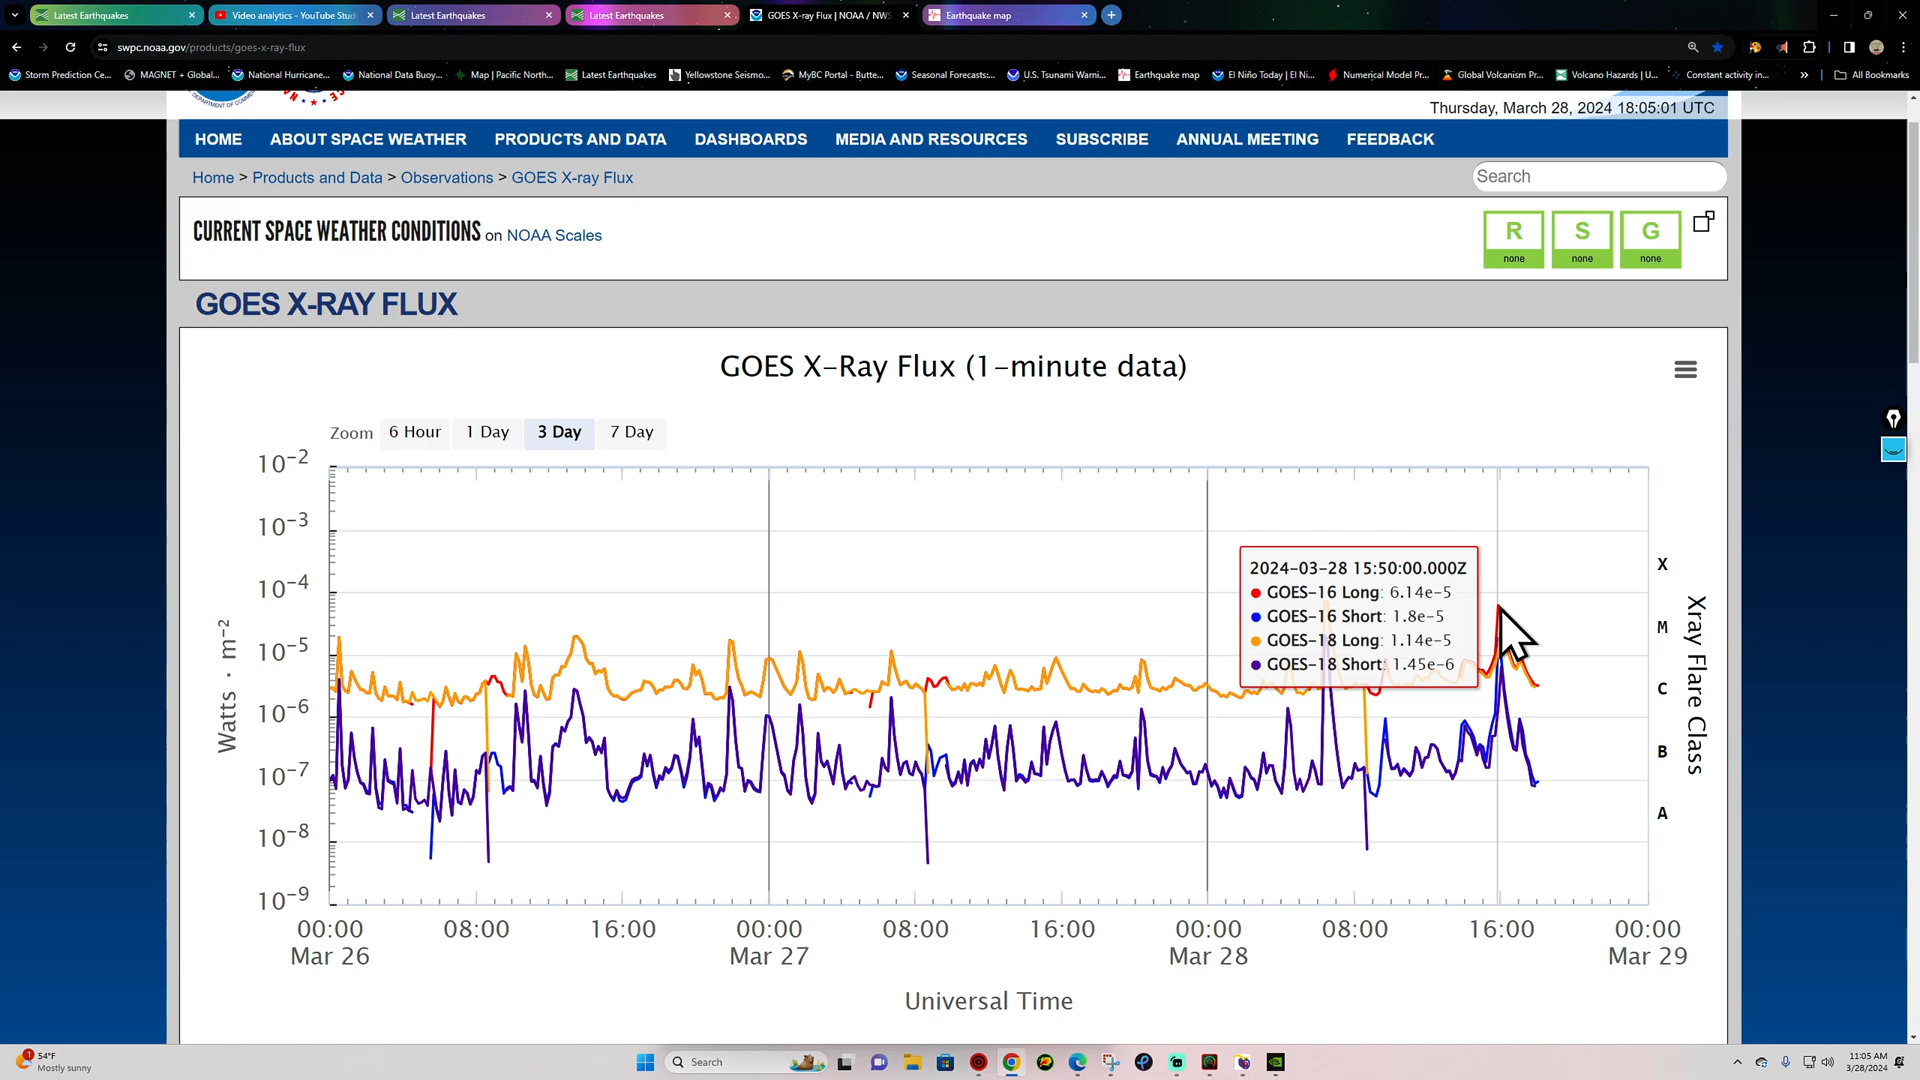 Latest Earthquakes
Video analytics - YouTube Studi
Latest Earthquakes
Latest Earthquakes
GOES X-ray Flux | NOAA / NWS
Earthquake map
swpc.noaa.gov/products/goes-x-ray-flux
Storm Prediction Ce...
MAGNET + Global...
National Hurricane...
National Data Buoy...
Map | Pacific North...
Latest Earthquakes
Yellowstone Seismo...
MyBC Portal - Butte...
Seasonal Forecasts:...
U.S. Tsunami Warni...
Earthquake map
El Niño Today | El Ni...
Numerical Model Pr...
Global Volcanism Pr...
Volcano Hazards | U...
Constant activity in...
All Bookmarks
DEPARTMENT OF COMM
Thursday, March 28, 2024 18:05:01 UTC
HOME ABOUT SPACE WEATHER PRODUCTS AND DATA DASHBOARDS MEDIA AND RESOURCES SUBSCRIBE ANNUAL MEETING FEEDBACK
Home > Products and Data > Observations > GOES X-ray Flux
Search
CURRENT SPACE WEATHER CONDITIONS on NOAA Scales
R S G
none none none
GOES X-RAY FLUX
GOES X-Ray Flux (1-minute data)
Zoom 6 Hour 1 Day 3 Day 7 Day
10⁻²
10⁻³
10⁻⁴
10⁻⁵
10⁻⁶
10⁻⁷
10⁻⁸
10⁻⁹
Watts · m⁻²
2024-03-28 15:50:00.000Z
GOES-16 Long: 6.14e-5
GOES-16 Short: 1.8e-5
GOES-18 Long: 1.14e-5
GOES-18 Short: 1.45e-6
X
M
C
B
A
Xray Flare Class
00:00 08:00 16:00 00:00 08:00 16:00 00:00 08:00 16:00 00:00
Mar 26 Mar 27 Mar 28 Mar 29
Universal Time
1
54°F
Mostly sunny
Search
11:05 AM
3/28/2024